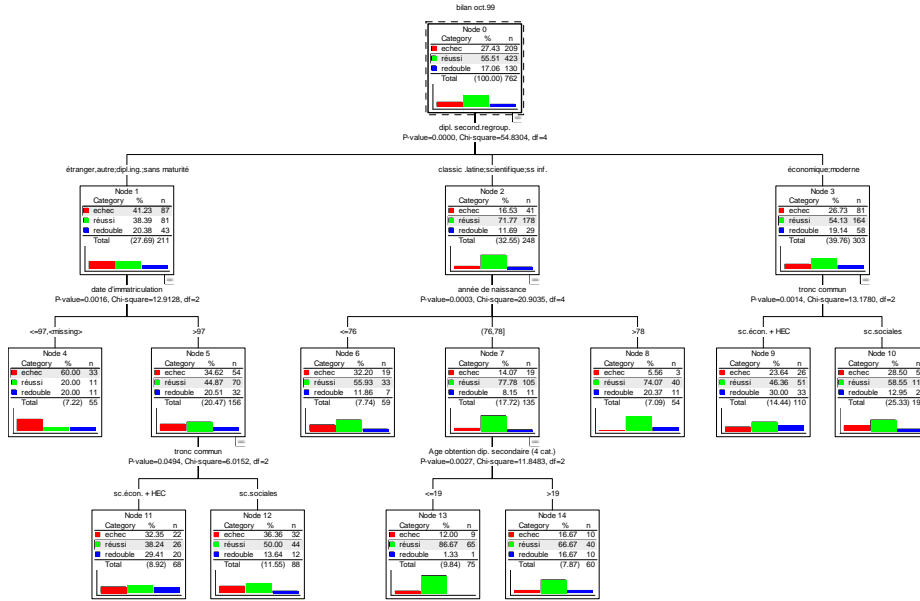 bilan oct.99
Node 0
Category % n
echec 27.43 209
réussi 55.51 423
redouble 17.06 130
Total (100.00) 762
dipl. second.regroup.
P-value=0.0000, Chi-square=54.8304, df=4
étranger,autre;dipl.ing.;sans maturité
classic .latine;scientifique;ss inf.
économique;moderne
Node 1
Category % n
echec 41.23 87
réussi 38.39 81
redouble 20.38 43
Total (27.69) 211
Node 2
Category % n
echec 16.53 41
réussi 71.77 178
redouble 11.69 29
Total (32.55) 248
Node 3
Category % n
echec 26.73 81
réussi 54.13 164
redouble 19.14 58
Total (39.76) 303
date d'immatriculation
P-value=0.0016, Chi-square=12.9128, df=2
année de naissance
P-value=0.0003, Chi-square=20.9035, df=4
tronc commun
P-value=0.0014, Chi-square=13.1780, df=2
<=97,<missing>
>97
<=76
(76,78]
>78
sc.écon. + HEC
sc.sociales
Node 4
Category % n
echec 60.00 33
réussi 20.00 11
redouble 20.00 11
Total (7.22) 55
Node 5
Category % n
echec 34.62 54
réussi 44.87 70
redouble 20.51 32
Total (20.47) 156
Node 6
Category % n
echec 32.20 19
réussi 55.93 33
redouble 11.86 7
Total (7.74) 59
Node 7
Category % n
echec 14.07 19
réussi 77.78 105
redouble 8.15 11
Total (17.72) 135
Node 8
Category % n
echec 5.56 3
réussi 74.07 40
redouble 20.37 11
Total (7.09) 54
Node 9
Category % n
echec 23.64 26
réussi 46.36 51
redouble 30.00 33
Total (14.44) 110
Node 10
Category % n
echec 28.50 5
réussi 58.55 11
redouble 12.95 2
Total (25.33) 19
tronc commun
P-value=0.0494, Chi-square=6.0152, df=2
Age obtention dip. secondaire (4 cat.)
P-value=0.0027, Chi-square=11.8483, df=2
sc.écon. + HEC
sc.sociales
<=19
>19
Node 11
Category % n
echec 32.35 22
réussi 38.24 26
redouble 29.41 20
Total (8.92) 68
Node 12
Category % n
echec 36.36 32
réussi 50.00 44
redouble 13.64 12
Total (11.55) 88
Node 13
Category % n
echec 12.00 9
réussi 86.67 65
redouble 1.33 1
Total (9.84) 75
Node 14
Category % n
echec 16.67 10
réussi 66.67 40
redouble 16.67 10
Total (7.87) 60